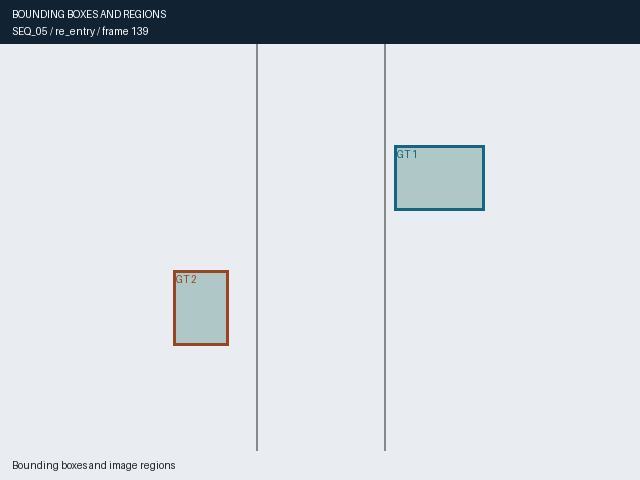 BOUNDING BOXES AND REGIONS
SEQ_05 / re_entry / frame 139
GT1
GT2
Bounding boxes and image regions